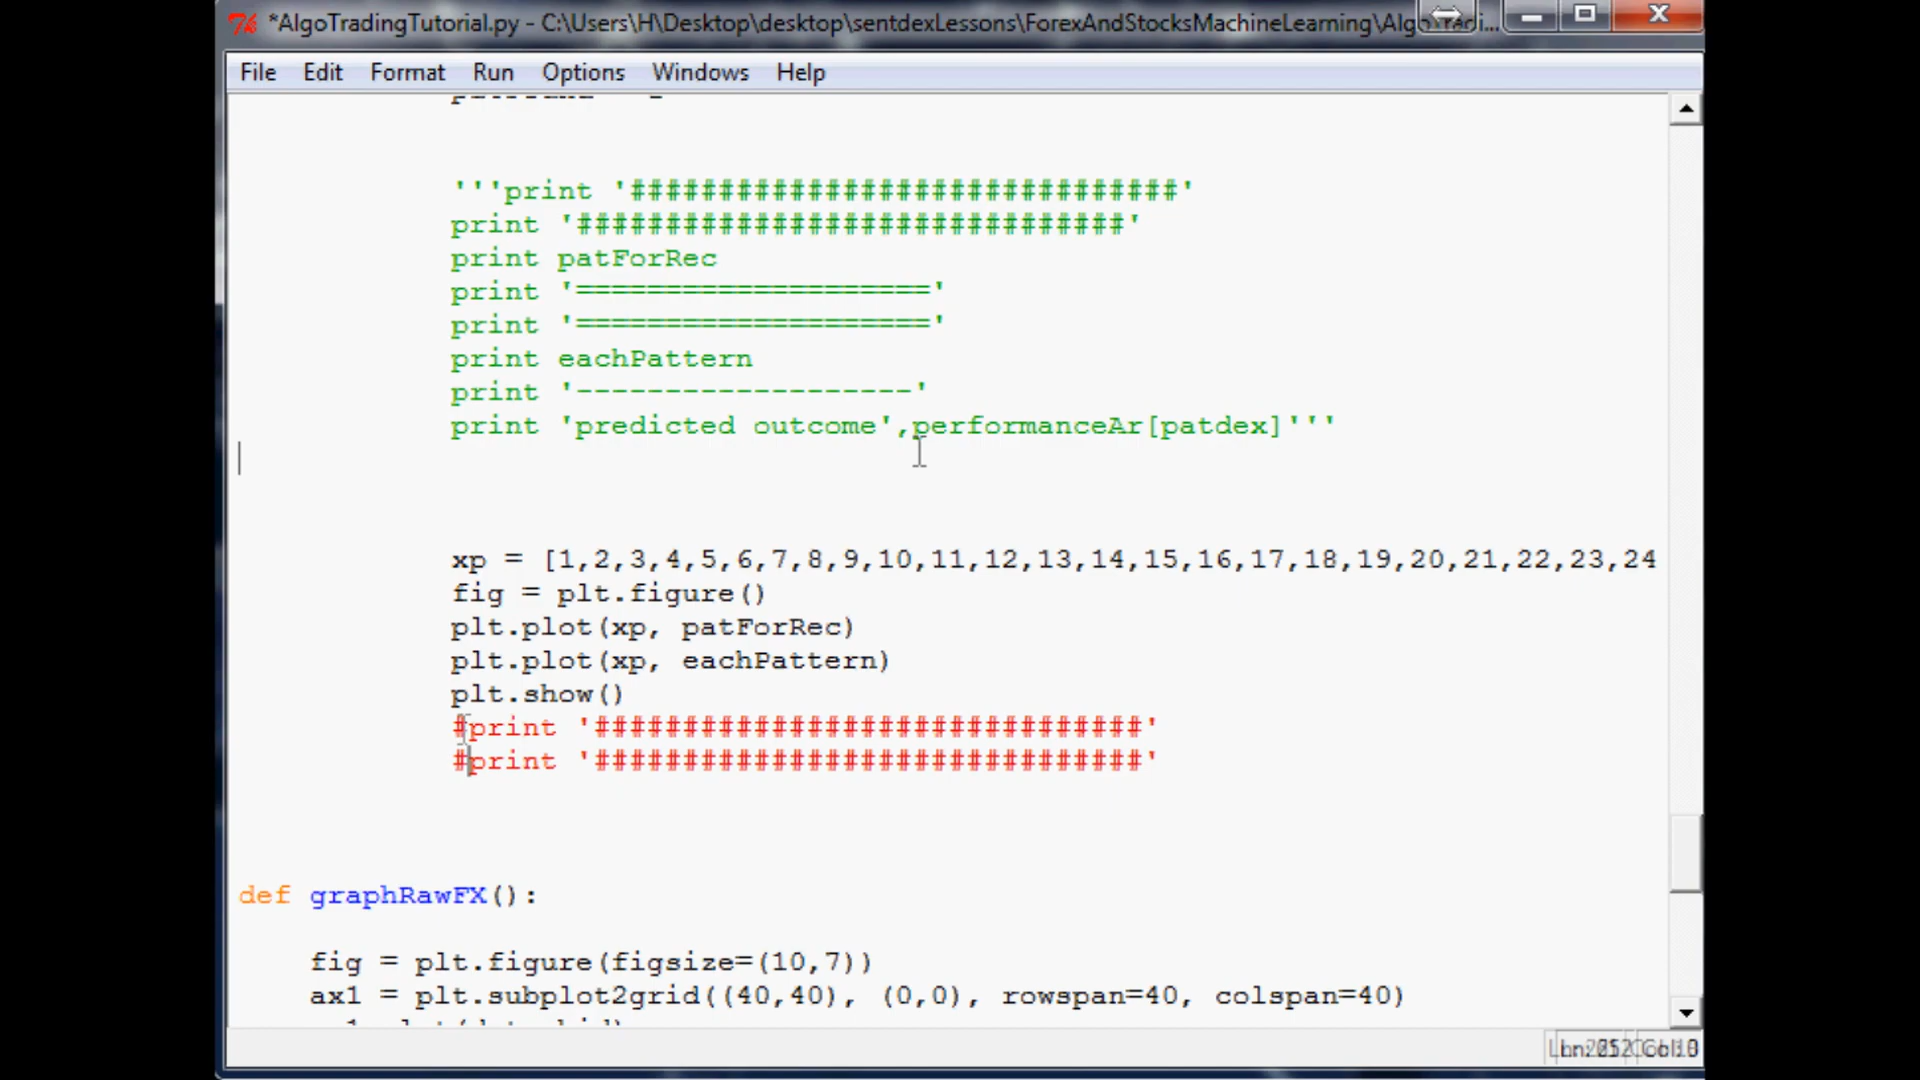 *AlgoTradingTutorial.py - C:\Users\H\Desktop\desktop\sentdexLessons\ForexAndStocksMachineLearning\AlgoTradi...
File Edit Format Run Options Windows Help
'''print '###############################'
print '###############################'
print patForRec
print '===================='
print '===================='
print eachPattern
print '-------------------'
print 'predicted outcome',performanceAr[patdex]'''
xp = [1,2,3,4,5,6,7,8,9,10,11,12,13,14,15,16,17,18,19,20,21,22,23,24
fig = plt.figure()
plt.plot(xp, patForRec)
plt.plot(xp, eachPattern)
plt.show()
#print '###############################'
#print '###############################'
def graphRawFX():
fig = plt.figure(figsize=(10,7))
ax1 = plt.subplot2grid((40,40), (0,0), rowspan=40, colspan=40)